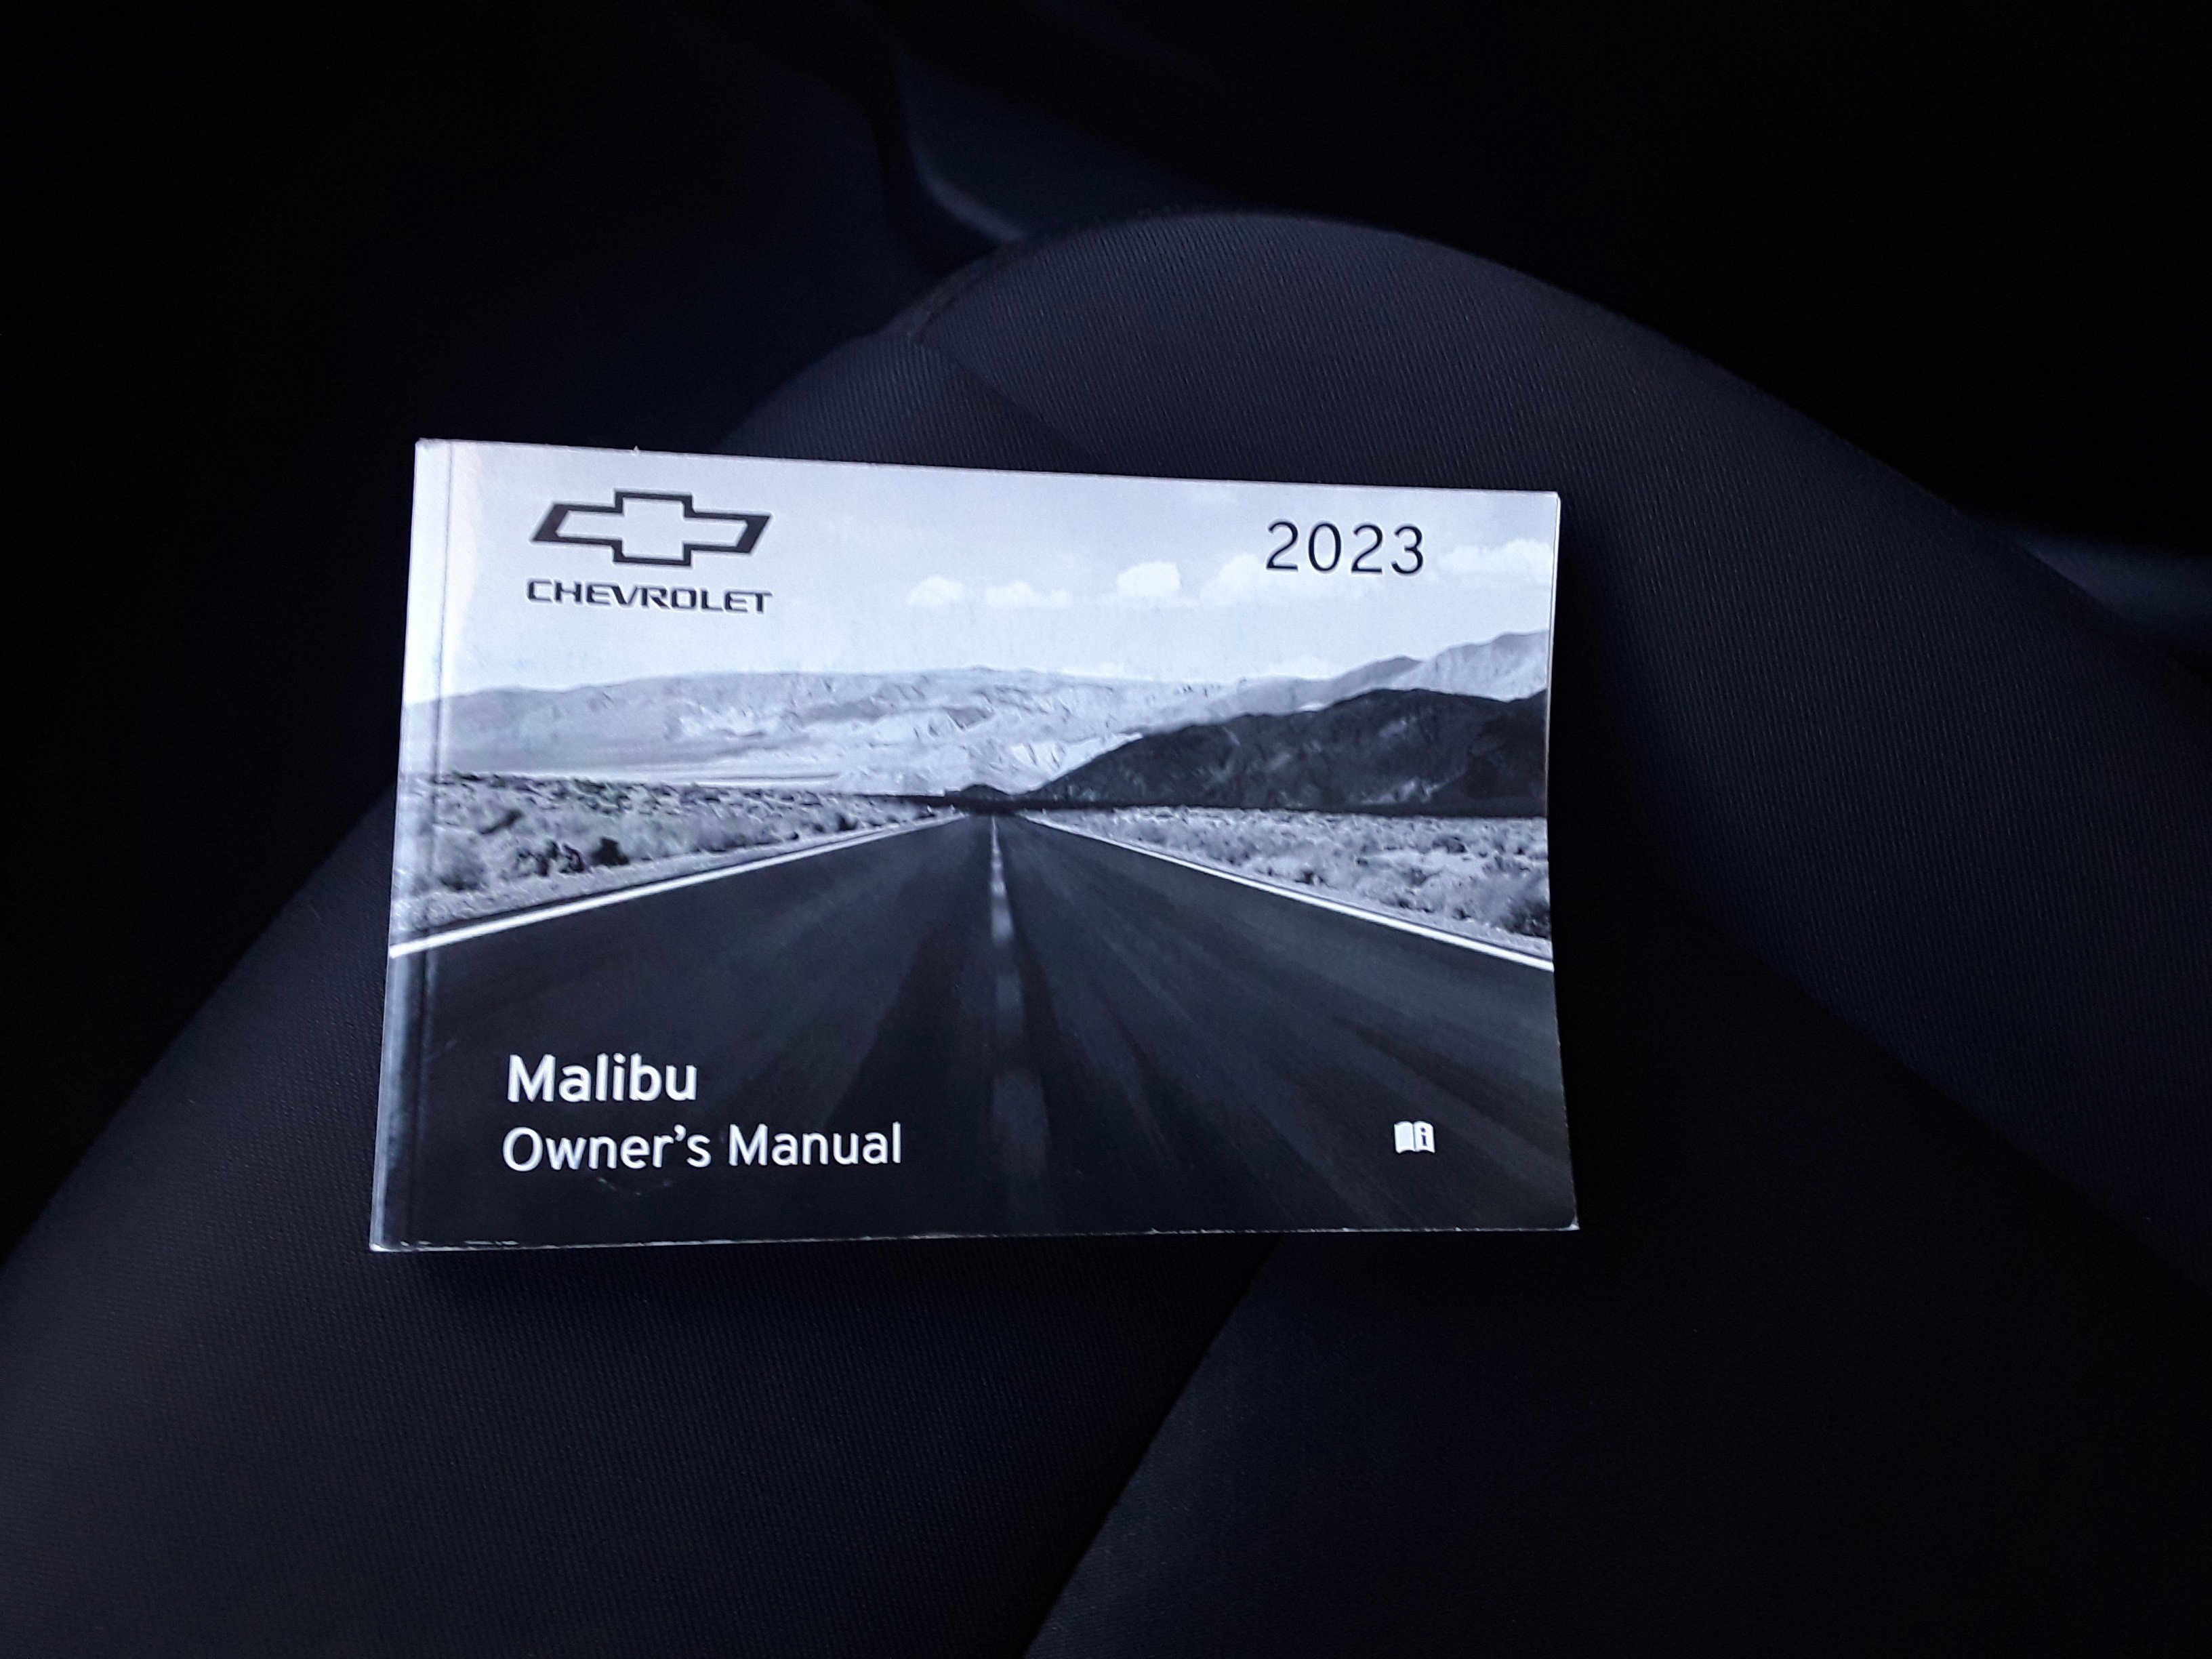 CHEVROLET
2023
Malibu
Owner's Manual